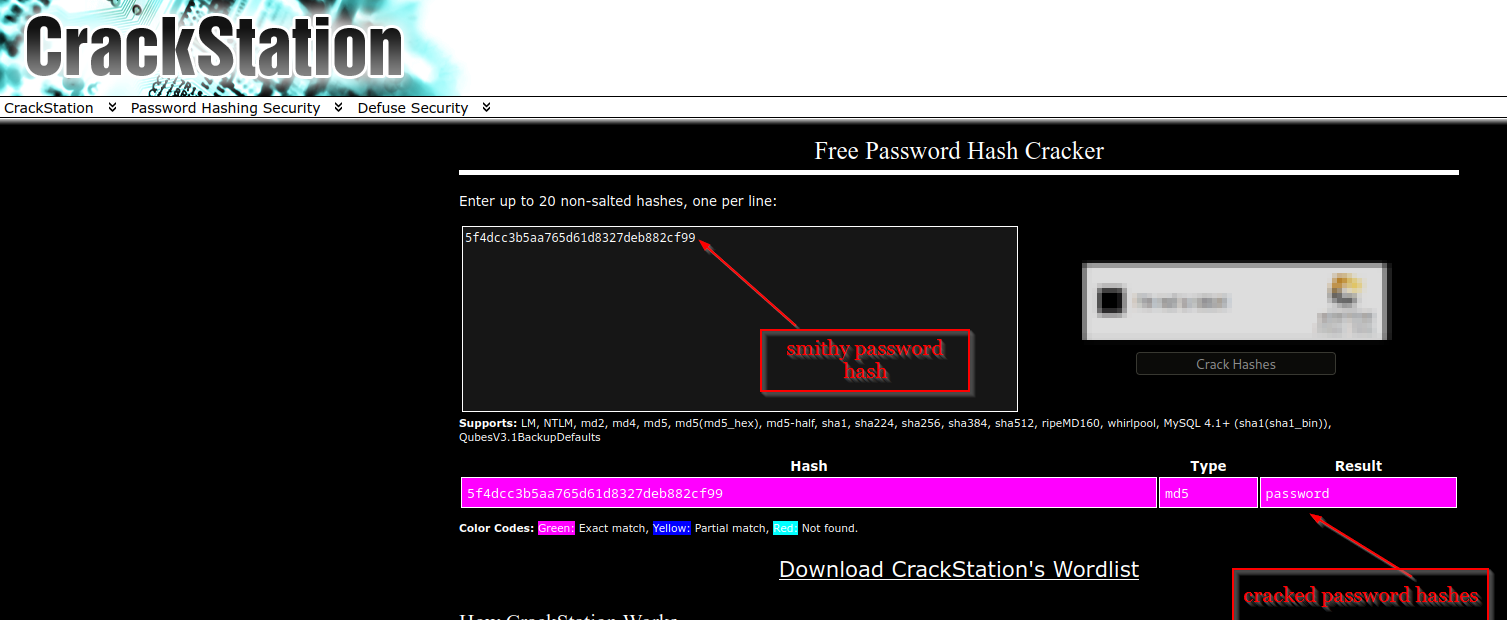 CrackStation
CrackStation Password Hashing Security Defuse Security
Free Password Hash Cracker
Enter up to 20 non-salted hashes, one per line:
5f4dcc3b5aa765d61d8327deb882cf99
smithy password
hash
Crack Hashes
Supports: LM, NTLM, md2, md4, md5, md5(md5_hex), md5-half, sha1, sha224, sha256, sha384, sha512, ripeMD160, whirlpool, MySQL 4.1+ (sha1(sha1_bin)),
QubesV3.1BackupDefaults
Hash Type Result
5f4dcc3b5aa765d61d8327deb882cf99 md5 password
Color Codes: Green: Exact match, Yellow: Partial match, Red: Not found.
Download CrackStation's Wordlist
cracked password hashes
How CrackStation Works